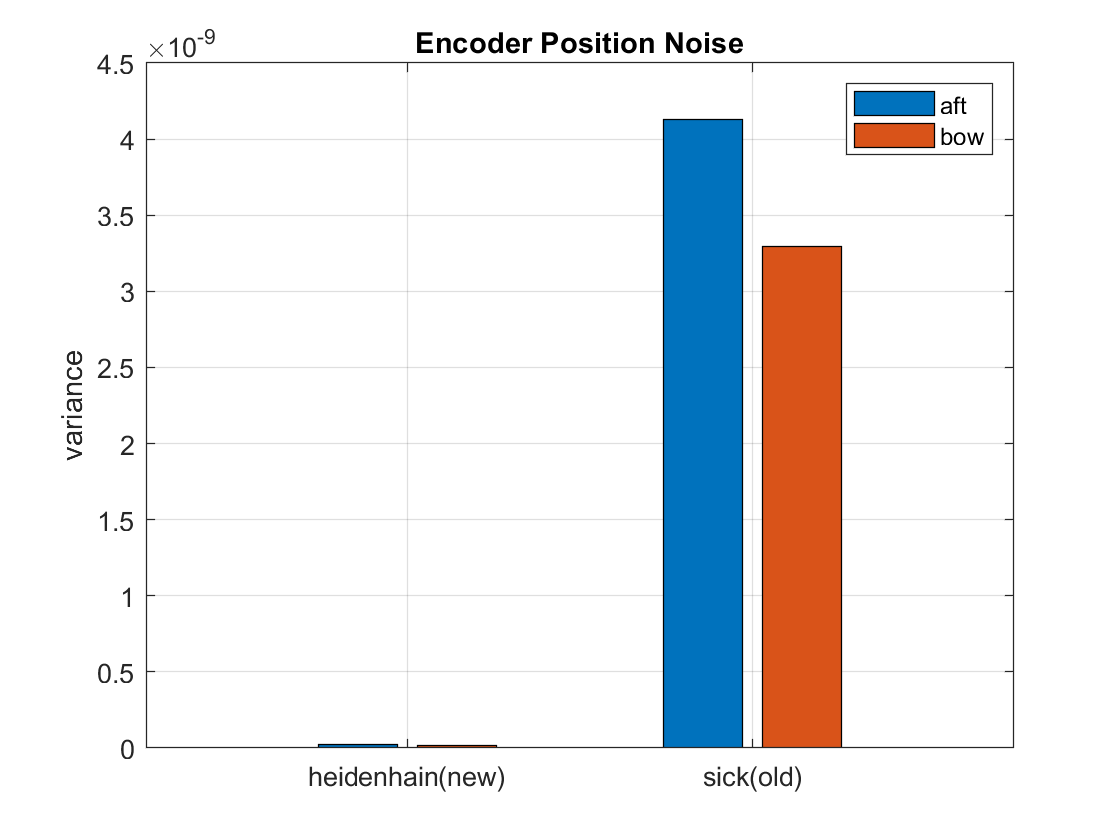 Encoder Position Noise
×10⁻⁹
4.5
4
3.5
3
2.5
2
1.5
1
0.5
0
variance
heidenhain(new)
sick(old)
aft
bow